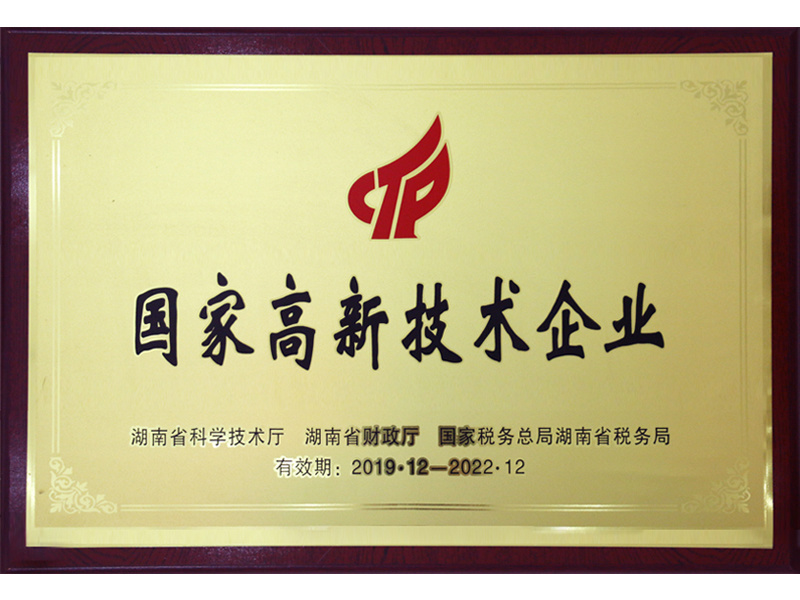 CTP
国家高新技术企业
湖南省科学技术厅 湖南省财政厅 国家税务总局湖南省税务局
有效期：2019·12—2022·12